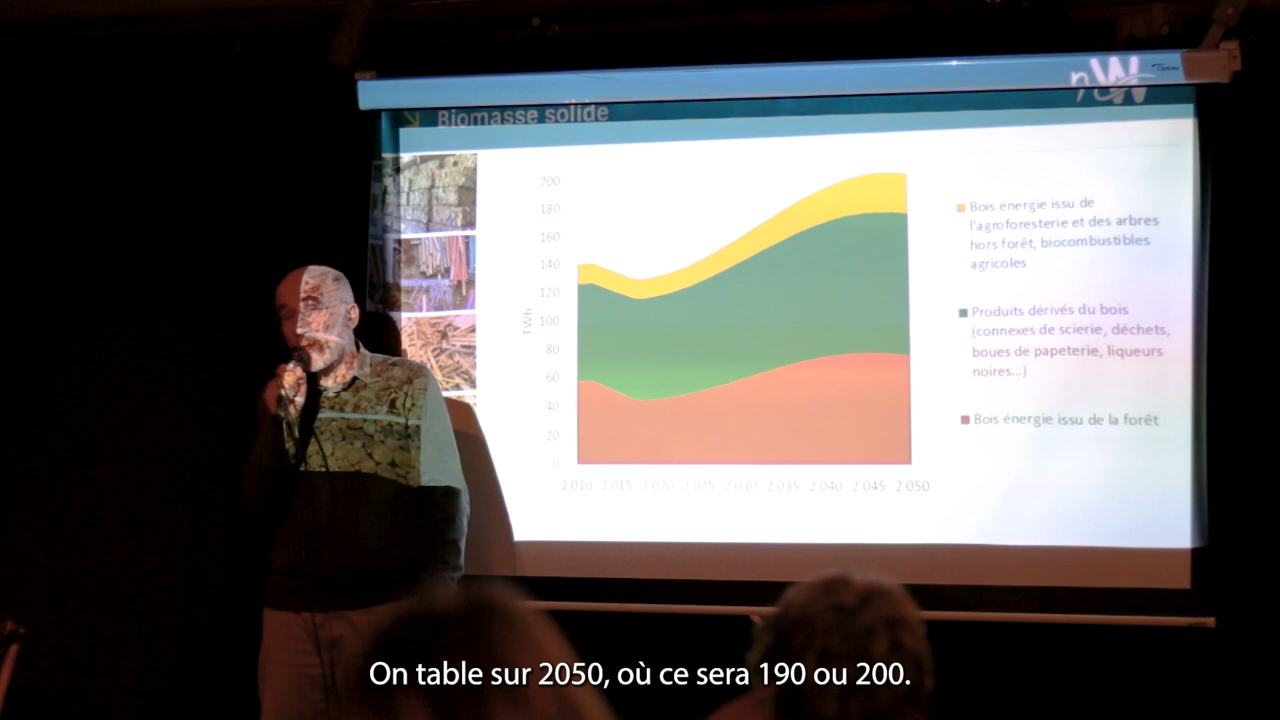 nW
Biomasse solide
200
180
160
140
120
100
80
60
40
20
0
TWh
2 010 2 015 2 020 2 025 2 030 2 035 2 040 2 045 2 050
Bois énergie issu de
l'agroforesterie et des arbres
hors forêt, biocombustibles
agricoles
Produits dérivés du bois
(connexes de scierie, déchets,
boues de papeterie, liqueurs
noires...)
Bois énergie issu de la forêt
On table sur 2050, où ce sera 190 ou 200.